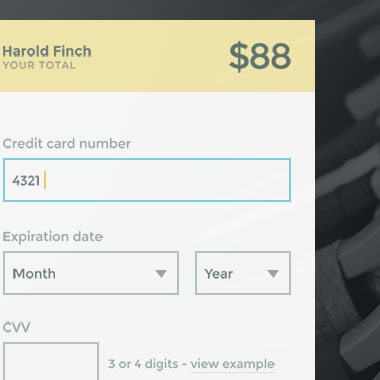 Harold Finch
YOUR TOTAL
$88
Credit card number
4321
Expiration date
Month
Year
CVV
3 or 4 digits - view example